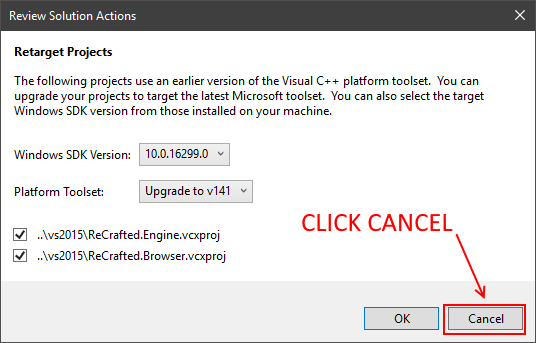 Review Solution Actions
Retarget Projects
The following projects use an earlier version of the Visual C++ platform toolset.  You can
upgrade your projects to target the latest Microsoft toolset.  You can also select the target
Windows SDK version from those installed on your machine.
Windows SDK Version: 10.0.16299.0
Platform Toolset: Upgrade to v141
..\vs2015\ReCrafted.Engine.vcxproj
..\vs2015\ReCrafted.Browser.vcxproj
CLICK CANCEL
OK Cancel